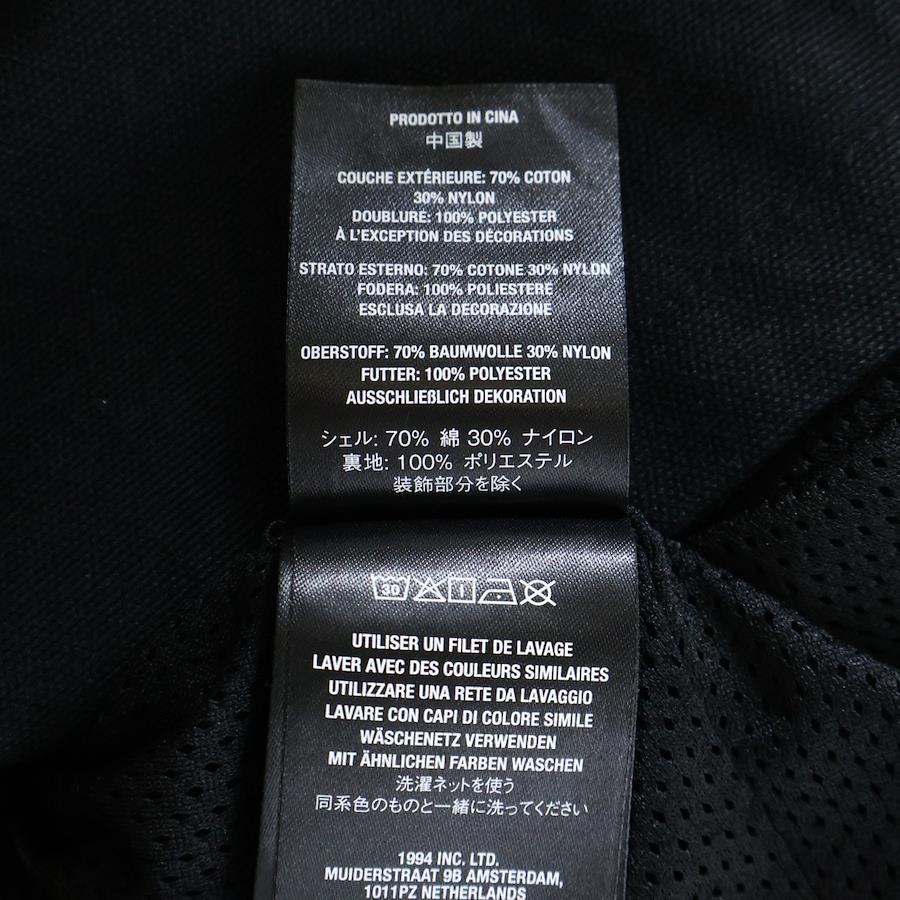 PRODOTTO IN CINA
中国製
COUCHE EXTÉRIEURE: 70% COTON
30% NYLON
DOUBLURE: 100% POLYESTER
À L'EXCEPTION DES DÉCORATIONS
STRATO ESTERNO: 70% COTONE 30% NYLON
FODERA: 100% POLIESTERE
ESCLUSA LA DECORAZIONE
OBERSTOFF: 70% BAUMWOLLE 30% NYLON
FUTTER: 100% POLYESTER
AUSSCHLIEßLICH DEKORATION
シェル: 70% 綿 30% ナイロン
裏地: 100% ポリエステル
装飾部分を除く
30
UTILISER UN FILET DE LAVAGE
LAVER AVEC DES COULEURS SIMILAIRES
UTILIZZARE UNA RETE DA LAVAGGIO
LAVARE CON CAPI DI COLORE SIMILE
WÄSCHENETZ VERWENDEN
MIT ÄHNLICHEN FARBEN WASCHEN
洗濯ネットを使う
同系色のものと一緒に洗ってください
1994 INC. LTD.
MUIDERSTRAAT 9B AMSTERDAM,
1011PZ NETHERLANDS